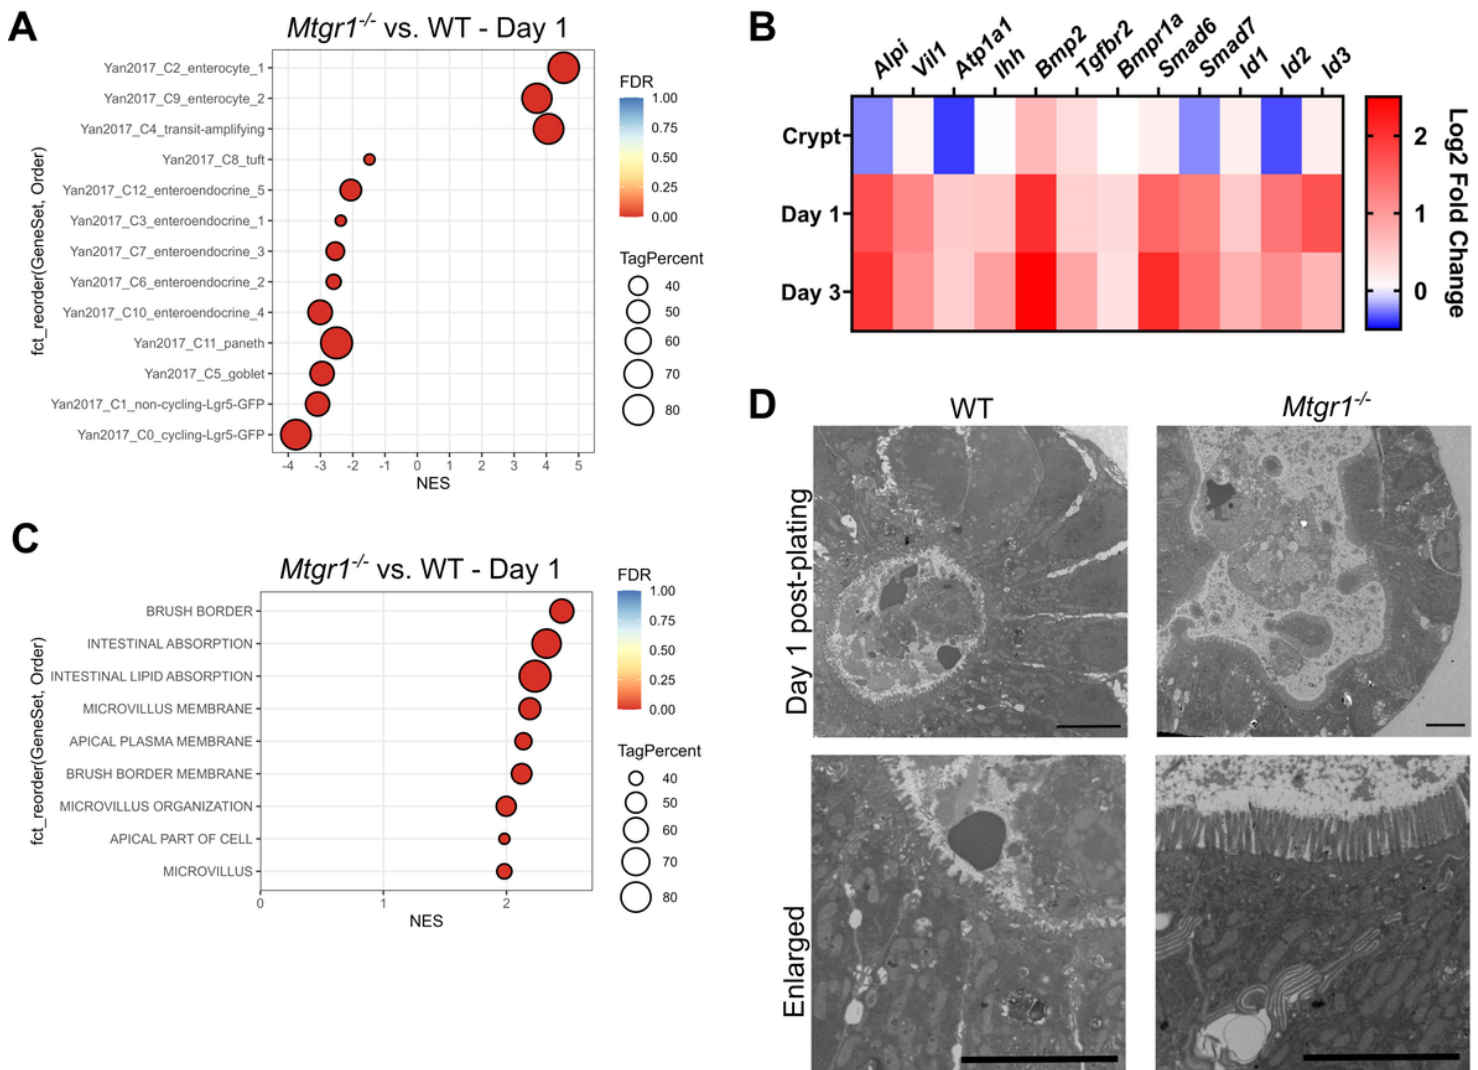 A
Mtgr1-/- vs. WT - Day 1
fct_reorder(GeneSet, Order)
Yan2017_C2_enterocyte_1
Yan2017_C9_enterocyte_2
Yan2017_C4_transit-amplifying
Yan2017_C8_tuft
Yan2017_C12_enteroendocrine_5
Yan2017_C3_enteroendocrine_1
Yan2017_C7_enteroendocrine_3
Yan2017_C6_enteroendocrine_2
Yan2017_C10_enteroendocrine_4
Yan2017_C11_paneth
Yan2017_C5_goblet
Yan2017_C1_non-cycling-Lgr5-GFP
Yan2017_C0_cycling-Lgr5-GFP
-4 -3 -2 -1 0 1 2 3 4 5
NES
FDR
1.00
0.75
0.50
0.25
0.00
TagPercent
40
50
60
70
80
B
Alpi Vil1 Atp1a1 Ihh Bmp2 Tgfbr2 Bmpr1a Smad6 Smad7 Id1 Id2 Id3
Crypt
Day 1
Day 3
2
1
0
Log2 Fold Change
C
Mtgr1-/- vs. WT - Day 1
fct_reorder(GeneSet, Order)
BRUSH BORDER
INTESTINAL ABSORPTION
INTESTINAL LIPID ABSORPTION
MICROVILLUS MEMBRANE
APICAL PLASMA MEMBRANE
BRUSH BORDER MEMBRANE
MICROVILLUS ORGANIZATION
APICAL PART OF CELL
MICROVILLUS
0 1 2
NES
FDR
1.00
0.75
0.50
0.25
0.00
TagPercent
40
50
60
70
80
D
WT
Mtgr1-/-
Day 1 post-plating
Enlarged